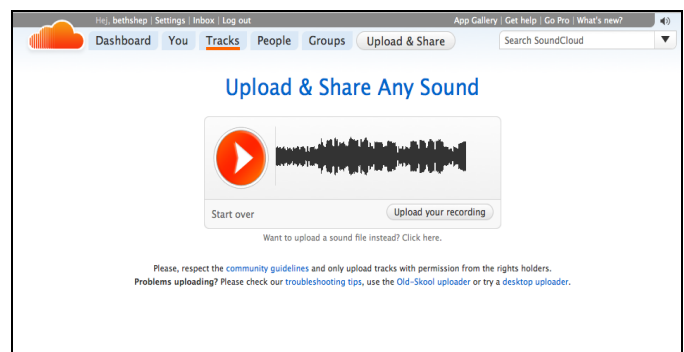 Hej, bethshep | Settings | Inbox | Log out App Gallery | Get help | Go Pro | What's new?
Dashboard You Tracks People Groups Upload & Share Search SoundCloud
Upload & Share Any Sound
Start over Upload your recording
Want to upload a sound file instead? Click here.
Please, respect the community guidelines and only upload tracks with permission from the rights holders.
Problems uploading? Please check our troubleshooting tips, use the Old-Skool uploader or try a desktop uploader.